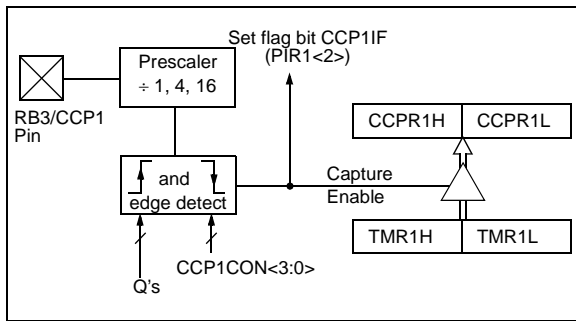 Set flag bit CCP1IF
(PIR1<2>)
Prescaler
÷ 1, 4, 16
RB3/CCP1
Pin
CCPR1H
CCPR1L
and
edge detect
Capture
Enable
TMR1H
TMR1L
CCP1CON<3:0>
Q's